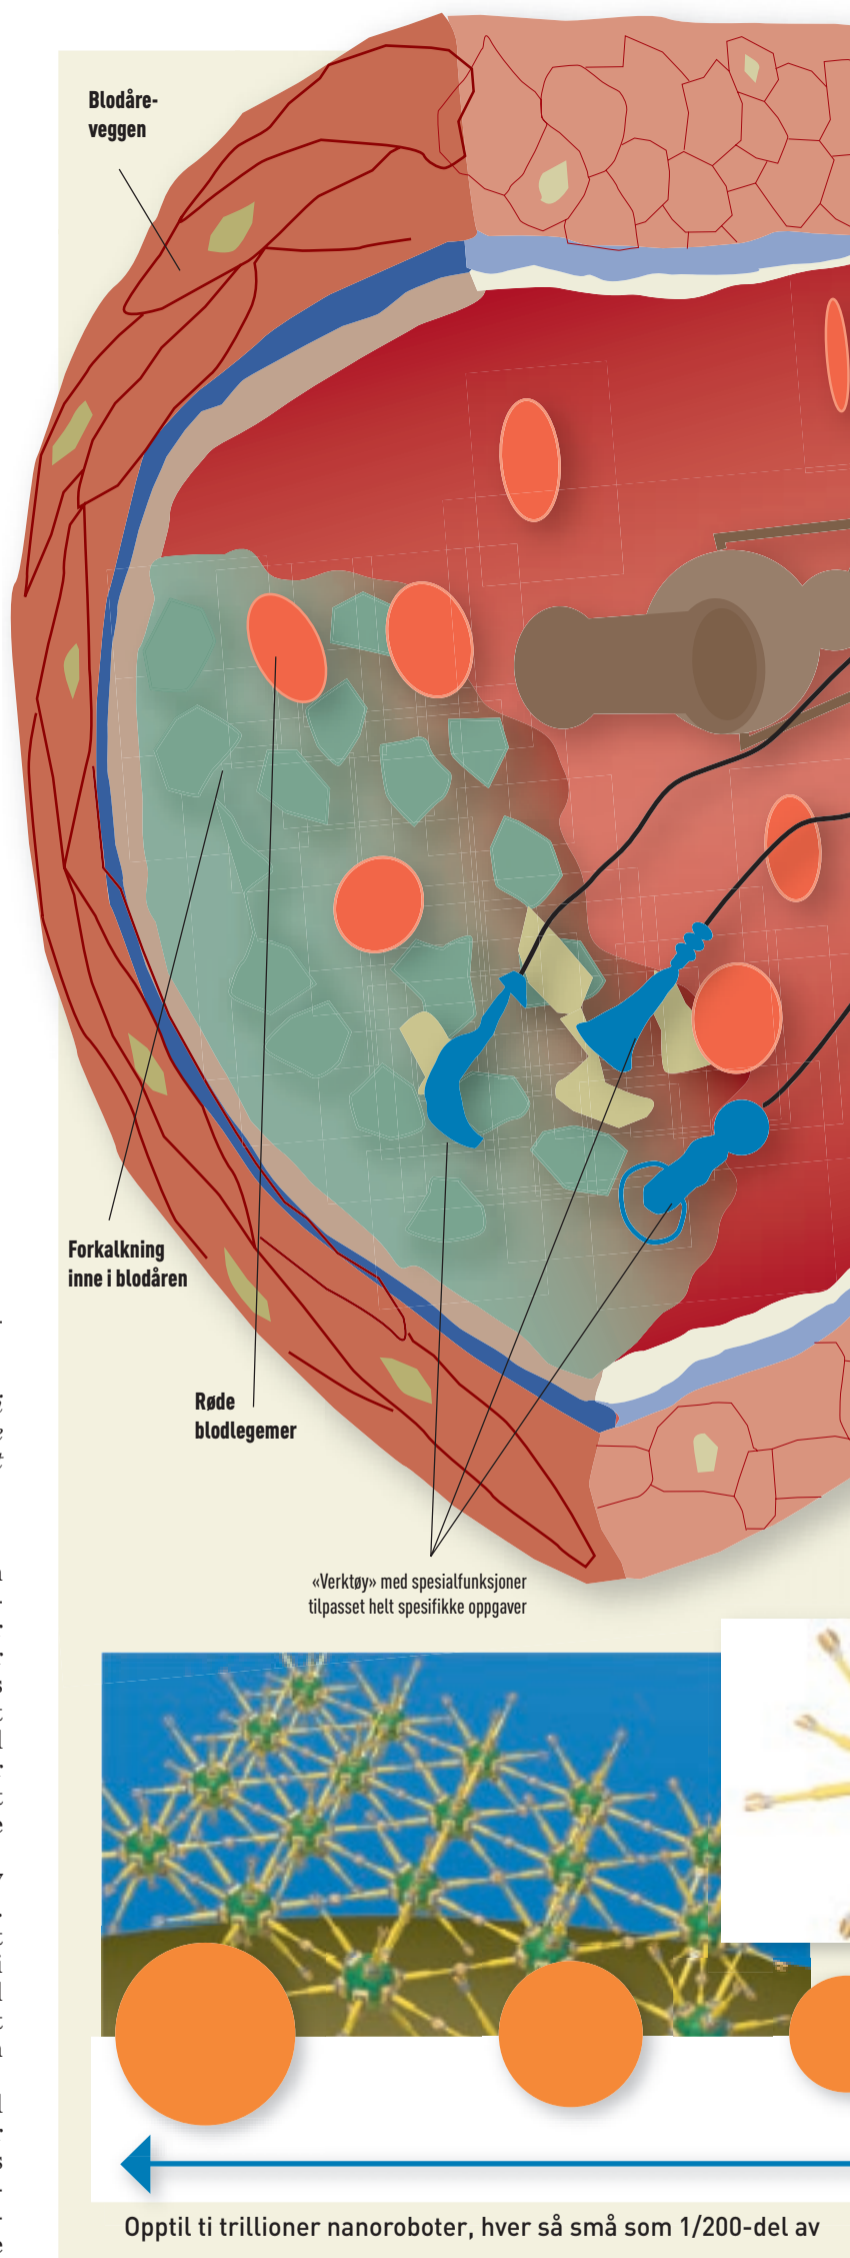 Blodåre-
veggen
Forkalkning
inne i blodåren
Røde
blodlegemer
«Verktøy» med spesialfunksjoner
tilpasset helt spesifikke oppgaver
Opptil ti trillioner nanoroboter, hver så små som 1/200-del av